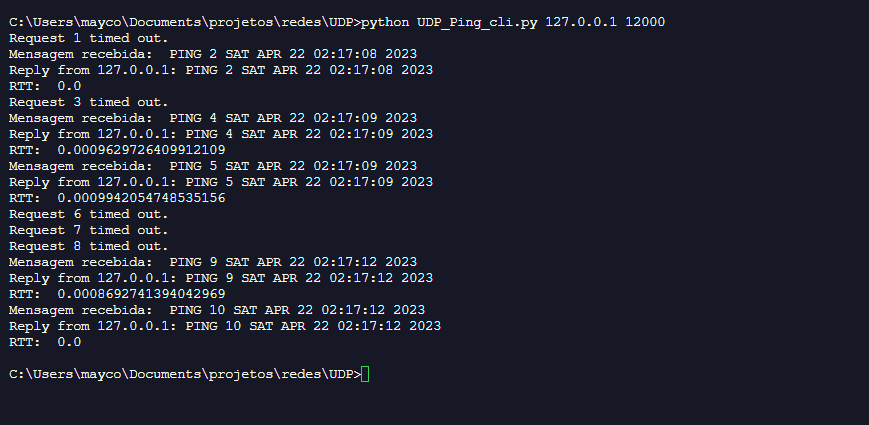 C:\Users\mayco\Documents\projetos\redes\UDP>python UDP_Ping_cli.py 127.0.0.1 12000
Request 1 timed out.
Mensagem recebida:  PING 2 SAT APR 22 02:17:08 2023
Reply from 127.0.0.1: PING 2 SAT APR 22 02:17:08 2023
RTT:  0.0
Request 3 timed out.
Mensagem recebida:  PING 4 SAT APR 22 02:17:09 2023
Reply from 127.0.0.1: PING 4 SAT APR 22 02:17:09 2023
RTT:  0.0009629726409912109
Mensagem recebida:  PING 5 SAT APR 22 02:17:09 2023
Reply from 127.0.0.1: PING 5 SAT APR 22 02:17:09 2023
RTT:  0.0009942054748535156
Request 6 timed out.
Request 7 timed out.
Request 8 timed out.
Mensagem recebida:  PING 9 SAT APR 22 02:17:12 2023
Reply from 127.0.0.1: PING 9 SAT APR 22 02:17:12 2023
RTT:  0.0008692741394042969
Mensagem recebida:  PING 10 SAT APR 22 02:17:12 2023
Reply from 127.0.0.1: PING 10 SAT APR 22 02:17:12 2023
RTT:  0.0
C:\Users\mayco\Documents\projetos\redes\UDP>